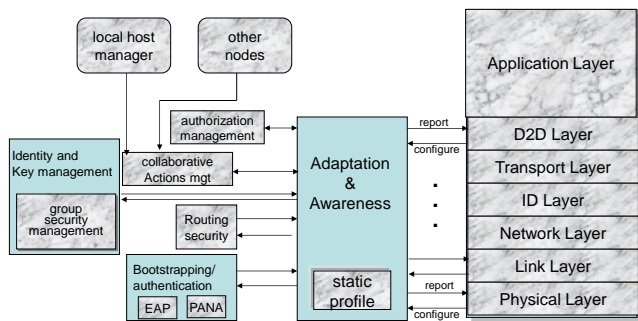 local host
manager
other
nodes
authorization
management
Identity and
Key management
collaborative
Actions mgt
group
security
management
Routing
security
Bootstrapping/
authentication
EAP
PANA
Adaptation
&
Awareness
static
profile
report
configure
report
configure
Application Layer
D2D Layer
Transport Layer
ID Layer
Network Layer
Link Layer
Physical Layer